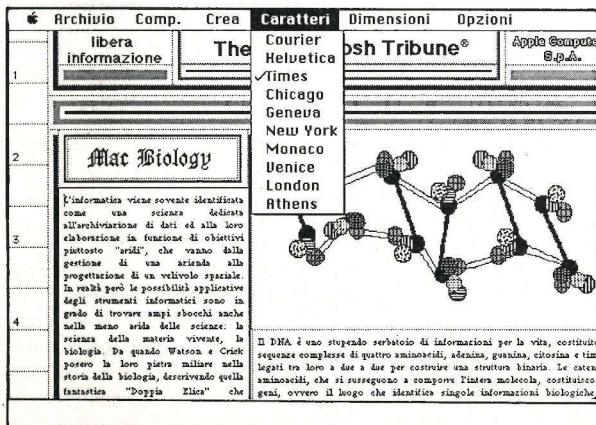 Archivio Comp. Crea Caratteri Dimensioni Opzioni
libera
informazione
The osh Tribune®
Apple Compute
S.p.A.
Courier
Helvetica
✓Times
Chicago
Geneva
New York
Monaco
Venice
London
Athens
1
2
3
4
Mac Biology
L'informatica viene sovente identificata
come una scienza dedicata
all'archiviazione di dati ed alla loro
elaborazione in funzione di obiettivi
piuttosto "aridi", che vanno dalla
gestione di una azienda alla
progettazione di un velivolo spaziale.
In realtà però le possibilità applicative
degli strumenti informatici sono in
grado di trovare ampi sbocchi anche
nella meno arida delle scienze: la
scienza della materia vivente, la
biologia. Da quando Watson e Crick
posero la loro pietra miliare nella
storia della biologia, descrivendo quella
fantastica "Doppia Elica" che
Il DNA è uno stupendo serbatoio di informazioni per la vita, costituito
sequenze complesse di quattro aminoacidi, adenina, guanina, citosina e tim
legati tra loro a due a due per costruire una struttura binaria. Le caten
aminoacidi, che si susseguono a comporre l'intera molecola, costituisco
geni, ovvero il luogo che identifica singole informazioni biologiche,